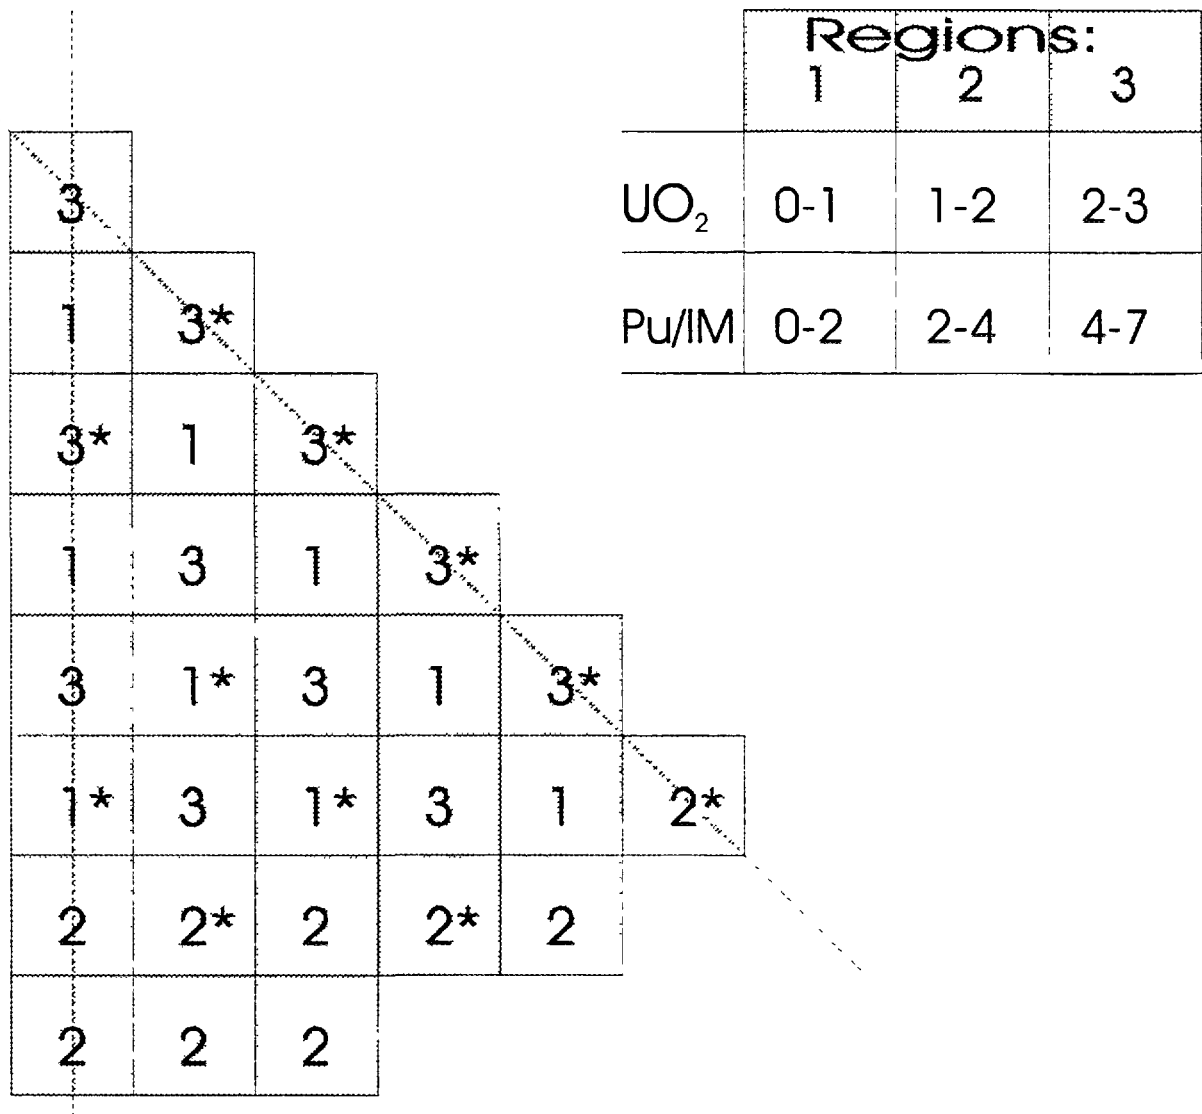 Regions:
1 2 3
UO₂ 0-1 1-2 2-3
Pu/IM 0-2 2-4 4-7
3
1 3*
3* 1 3*
1 3 1 3*
3 1* 3 1 3*
1* 3 1* 3 1 2*
2 2* 2 2* 2
2 2 2